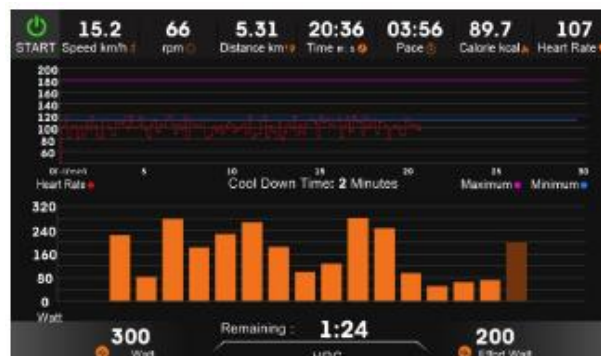 15.2 66 5.31 20:36 03:56 89.7 107
START Speed km/h rpm Distance km Time m:s Pace Calorie kcal Heart Rate
200
180
160
140
120
100
80
60
5 10 15 20 25 30
Heart Rate Cool Down Time: 2 Minutes Maximum Minimum
320
240
160
80
0
Watt
300 Remaining : 1:24 200
Watt HRC Effect Watt